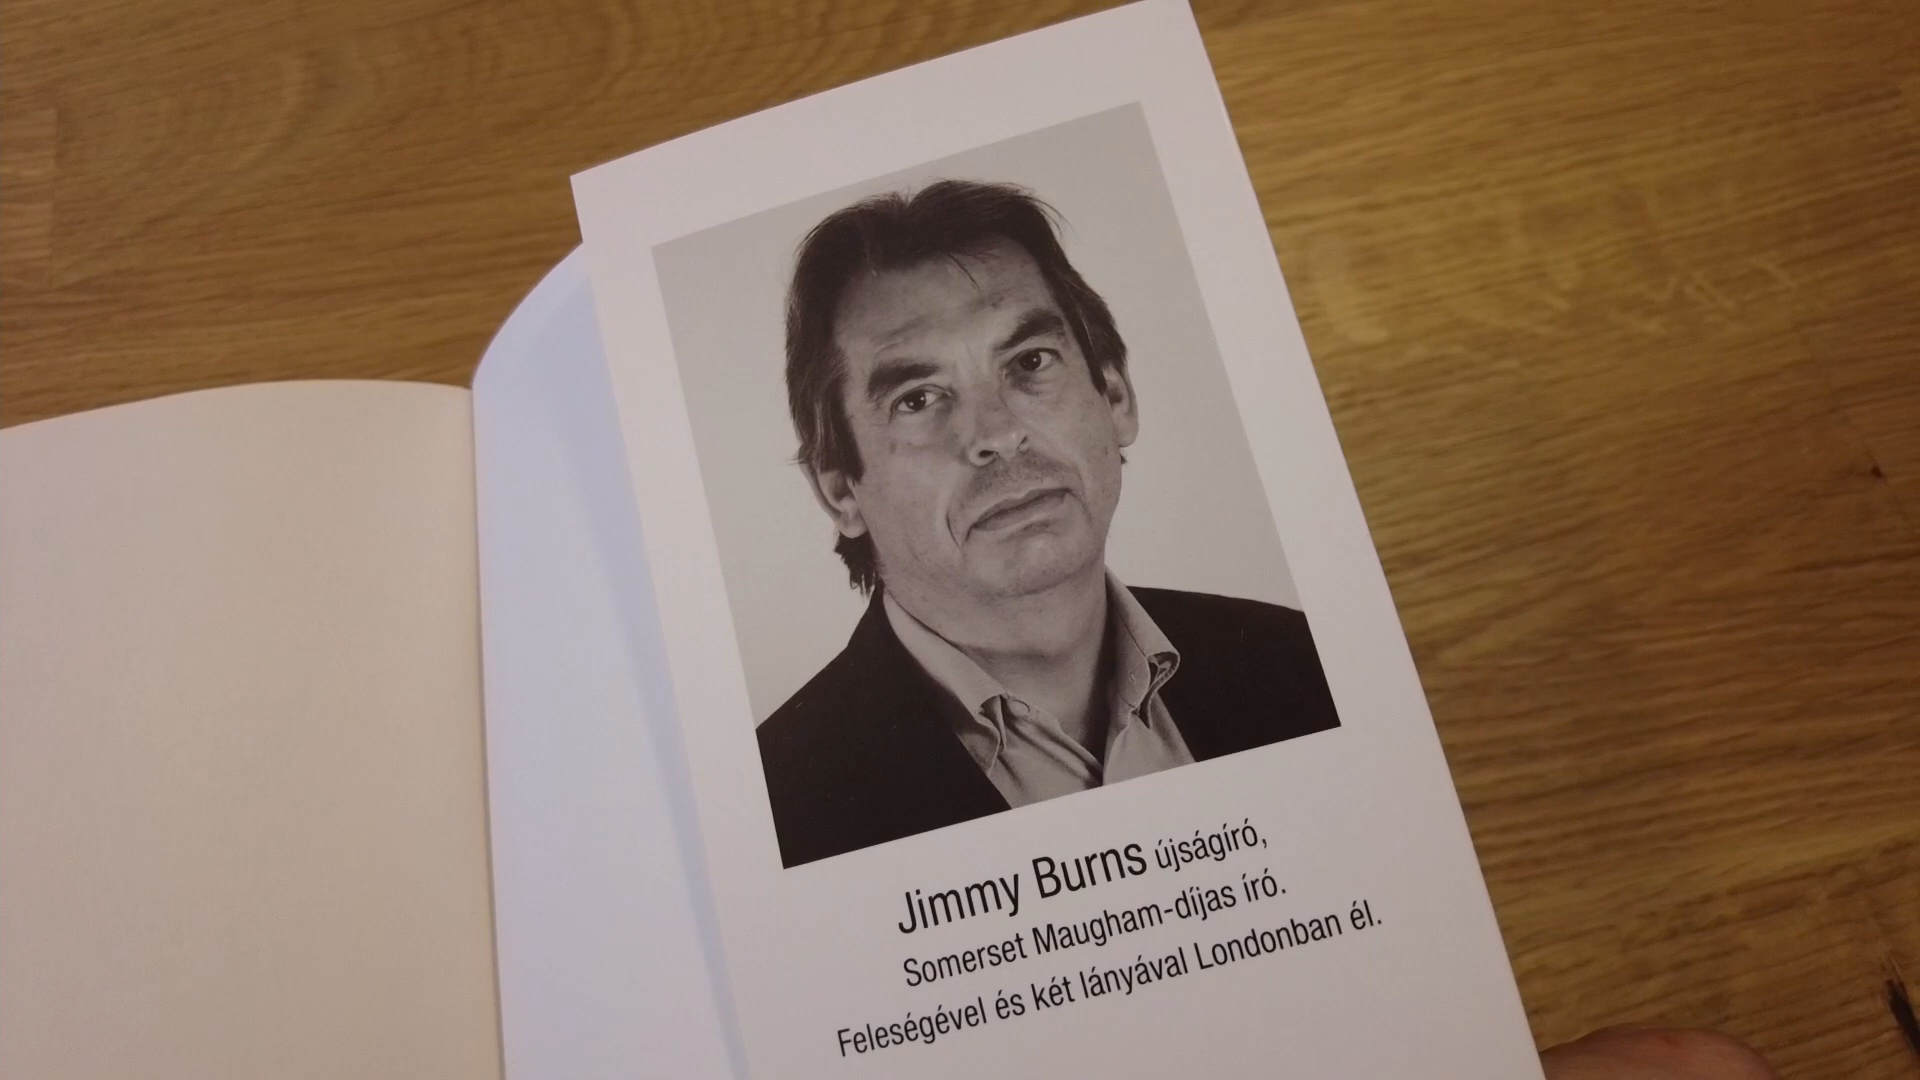 Jimmy Burns újságíró,
Somerset Maugham-díjas író.
Feleségével és két lányával Londonban él.